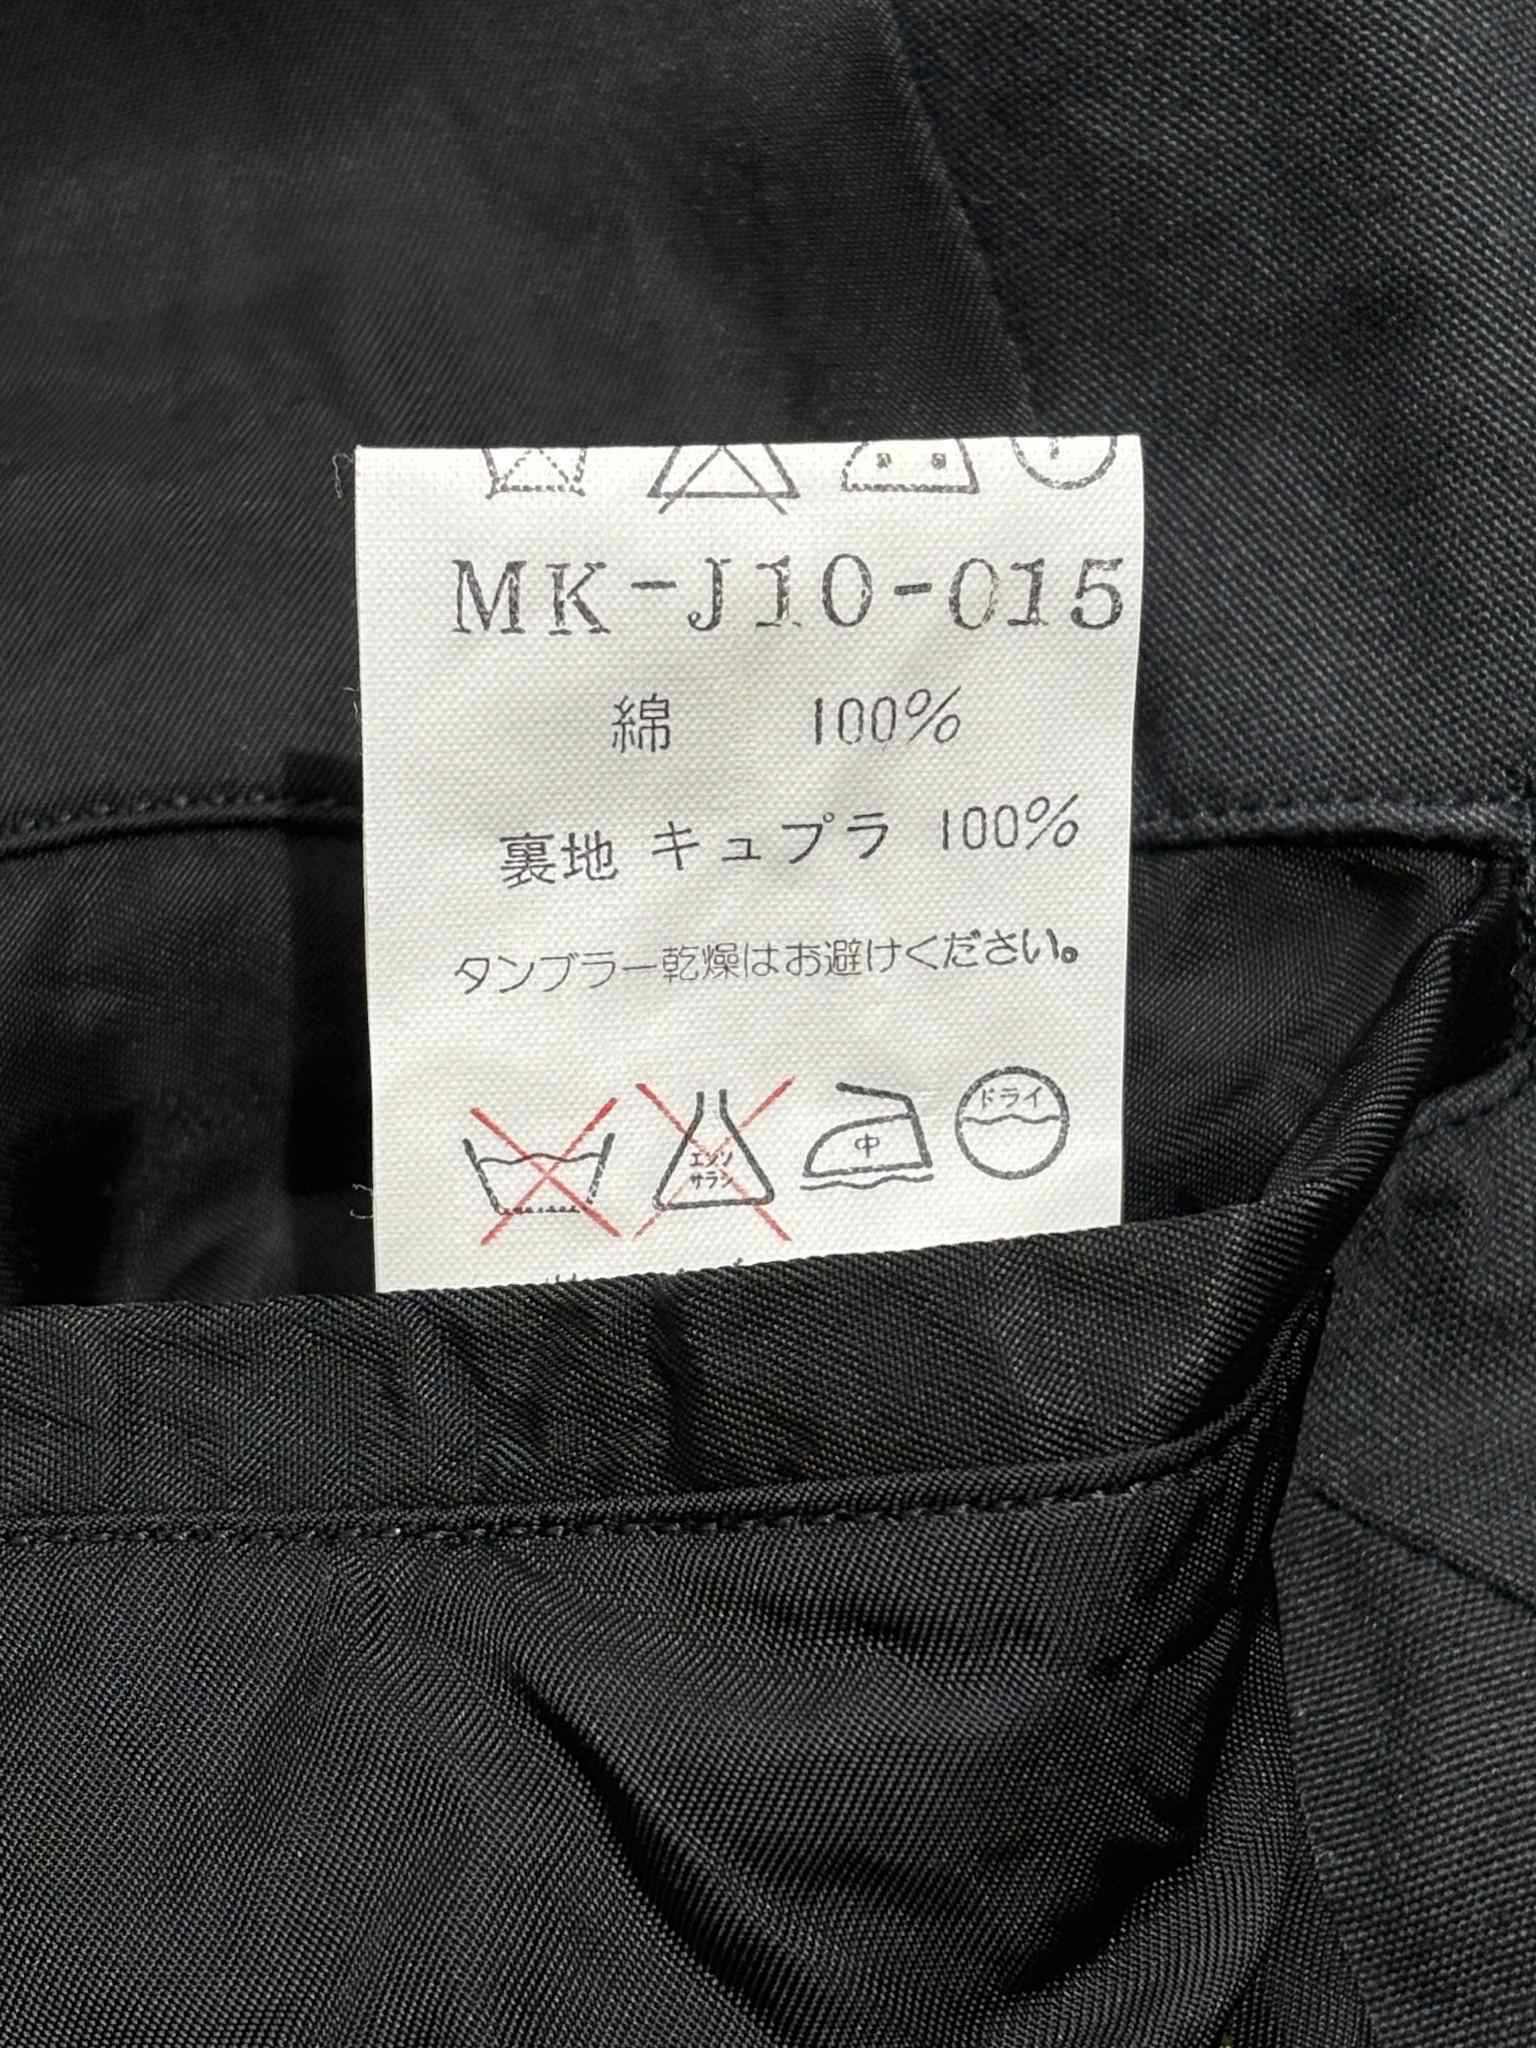 P
MK-J10-015
綿 100%
裏地 キュプラ 100%
タンブラー乾燥はお避けください。
エンソ
サラシ
中
ドライ